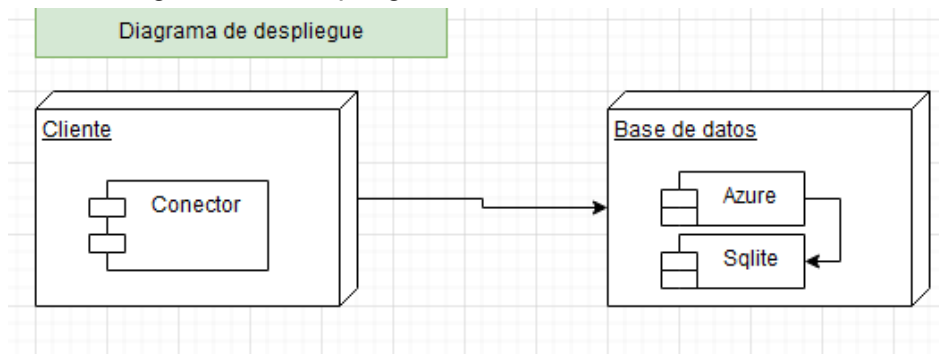 Diagrama de despliegue
Cliente
Conector
Base de datos
Azure
Sqlite